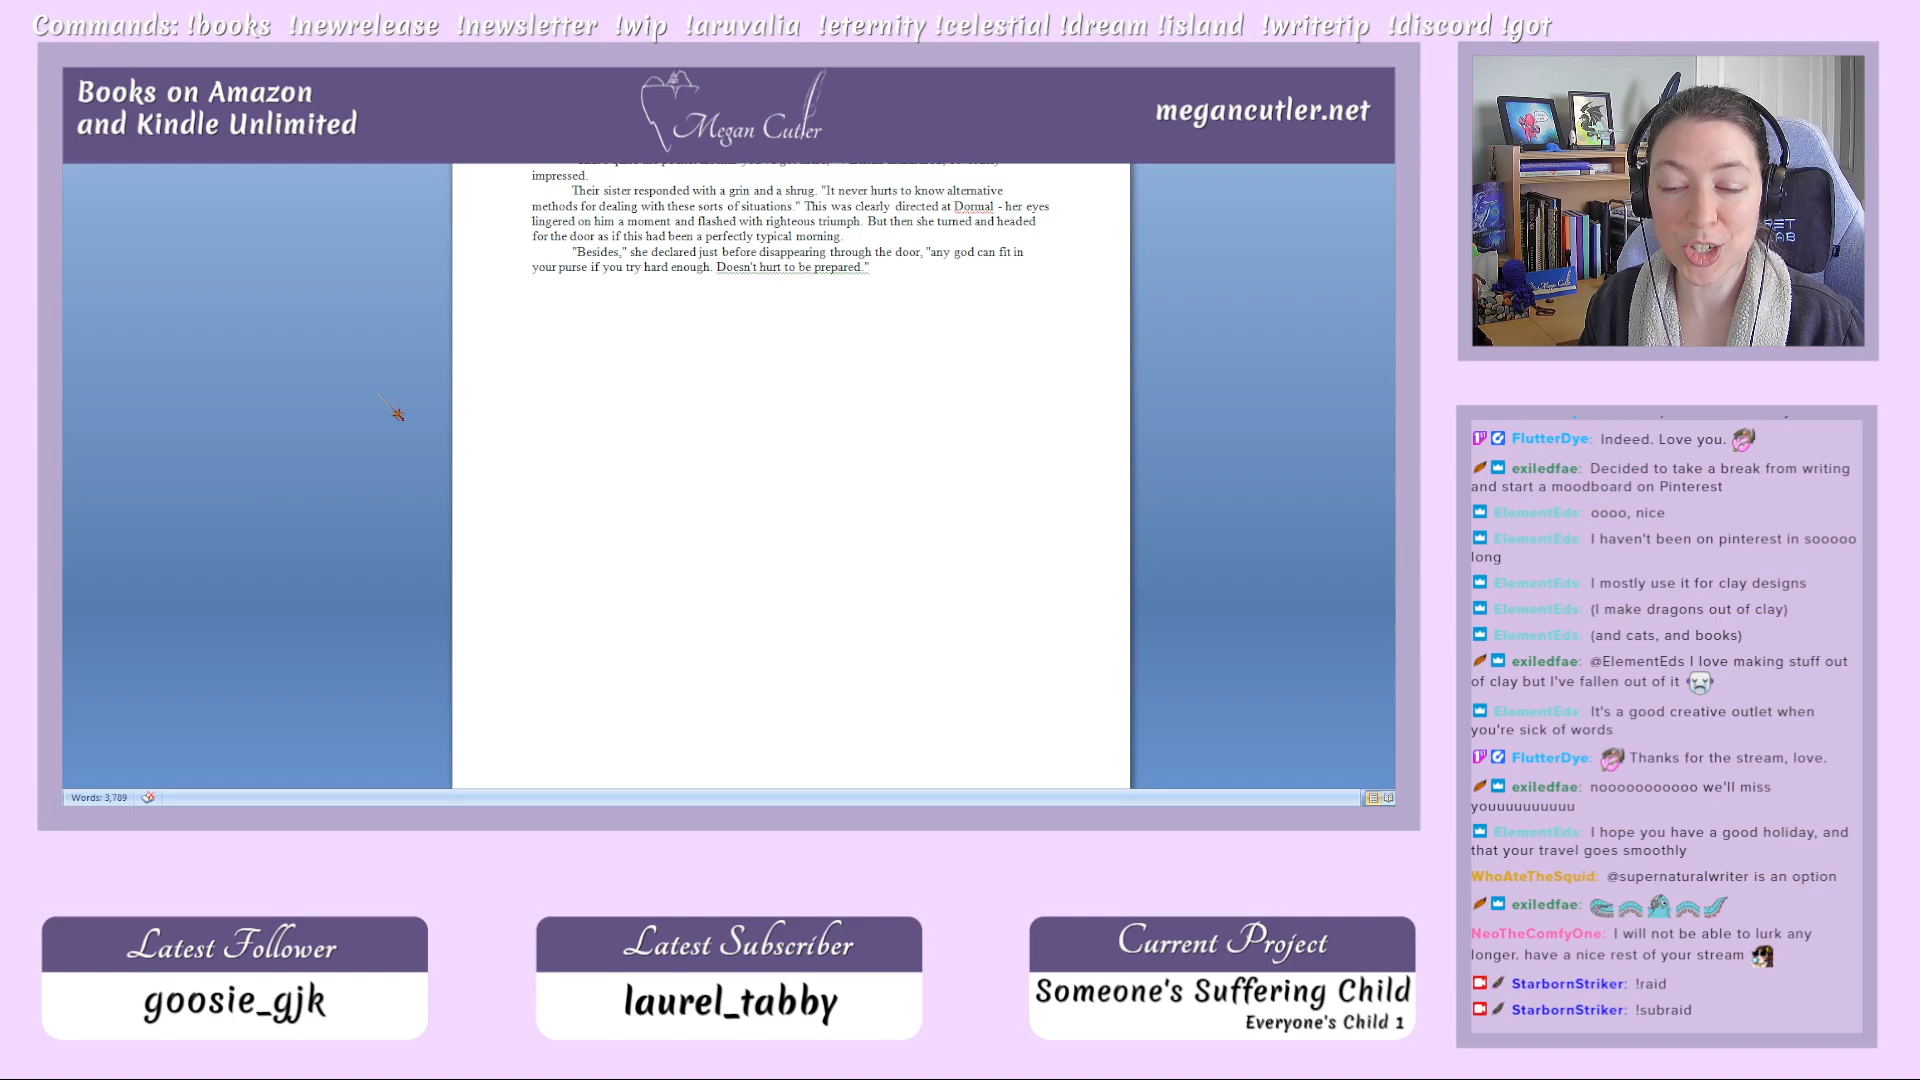 Commands: !books !newrelease !newsletter !wip !aruvalia !eternity !celestial !dream !island !writetip !discord !got
Books on Amazon
and Kindle Unlimited
Megan Cutler
megancutler.net
impressed.
Their sister responded with a grin and a shrug. "It never hurts to know alternative
methods for dealing with these sorts of situations." This was clearly directed at Dormal - her eyes
lingered on him a moment and flashed with righteous triumph. But then she turned and headed
for the door as if this had been a perfectly typical morning.
"Besides," she declared just before disappearing through the door, "any god can fit in
your purse if you try hard enough. Doesn't hurt to be prepared."
Words: 3,789
FlutterDye: Indeed. Love you.
exiledfae: Decided to take a break from writing
and start a moodboard on Pinterest
ElementEds: oooo, nice
ElementEds: I haven't been on pinterest in sooooo
long
ElementEds: I mostly use it for clay designs
ElementEds: (I make dragons out of clay)
ElementEds: (and cats, and books)
exiledfae: @ElementEds I love making stuff out
of clay but I've fallen out of it
ElementEds: It's a good creative outlet when
you're sick of words
FlutterDye: Thanks for the stream, love.
exiledfae: nooooooooooo we'll miss
youuuuuuuuuuu
ElementEds: I hope you have a good holiday, and
that your travel goes smoothly
WhoAteTheSquid: @supernaturalwriter is an option
exiledfae:
NeoTheComfyOne: I will not be able to lurk any
longer. have a nice rest of your stream
StarbornStriker: !raid
StarbornStriker: !subraid
Latest Follower
goosie_gjk
Latest Subscriber
laurel_tabby
Current Project
Someone's Suffering Child
Everyone's Child 1